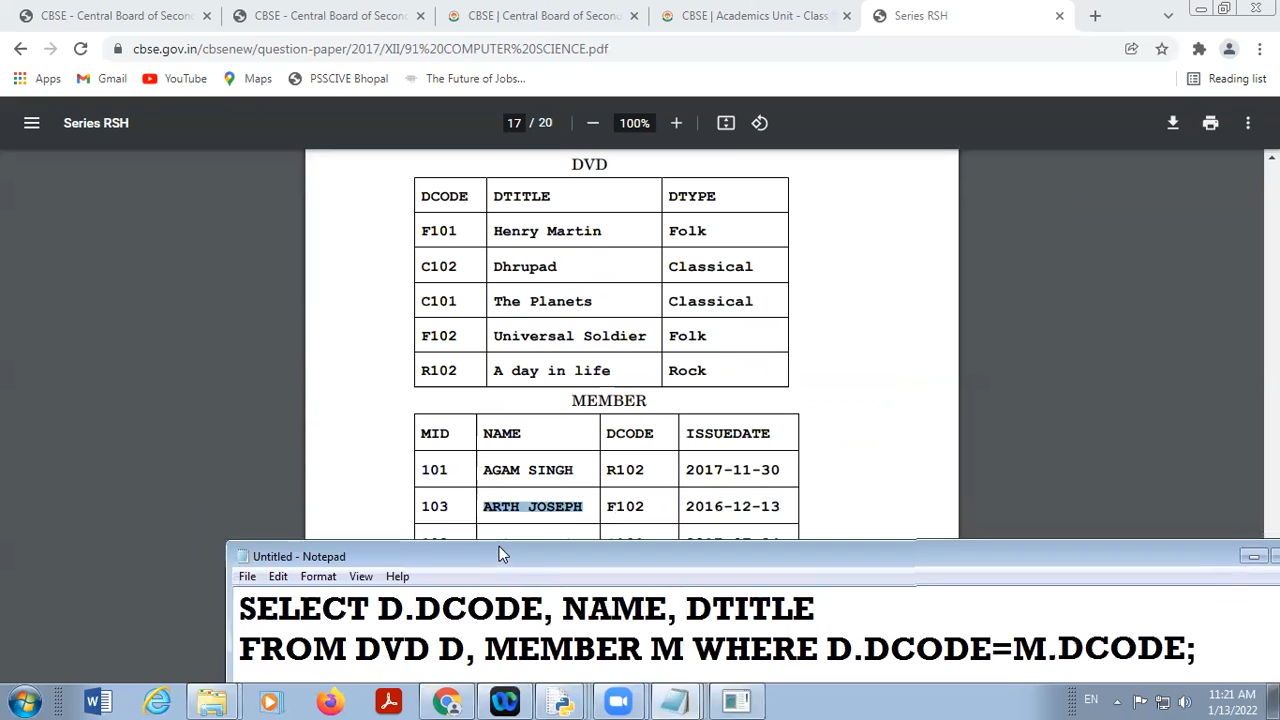 CBSE - Central Board of Secon
CBSE - Central Board of Secon
CBSE | Central Board of Second
CBSE | Academics Unit - Class
Series RSH
cbse.gov.in/cbsenew/question-paper/2017/XII/91%20COMPUTER%20SCIENCE.pdf
Apps Gmail YouTube Maps PSSCIVE Bhopal The Future of Jobs... Reading list
Series RSH 17 / 20 100%
DVD
DCODE DTITLE DTYPE
F101 Henry Martin Folk
C102 Dhrupad Classical
C101 The Planets Classical
F102 Universal Soldier Folk
R102 A day in life Rock
MEMBER
MID NAME DCODE ISSUEDATE
101 AGAM SINGH R102 2017-11-30
103 ARTH JOSEPH F102 2016-12-13
Untitled - Notepad
File Edit Format View Help
SELECT D.DCODE, NAME, DTITLE
FROM DVD D, MEMBER M WHERE D.DCODE=M.DCODE;
EN 11:21 AM
1/13/2022